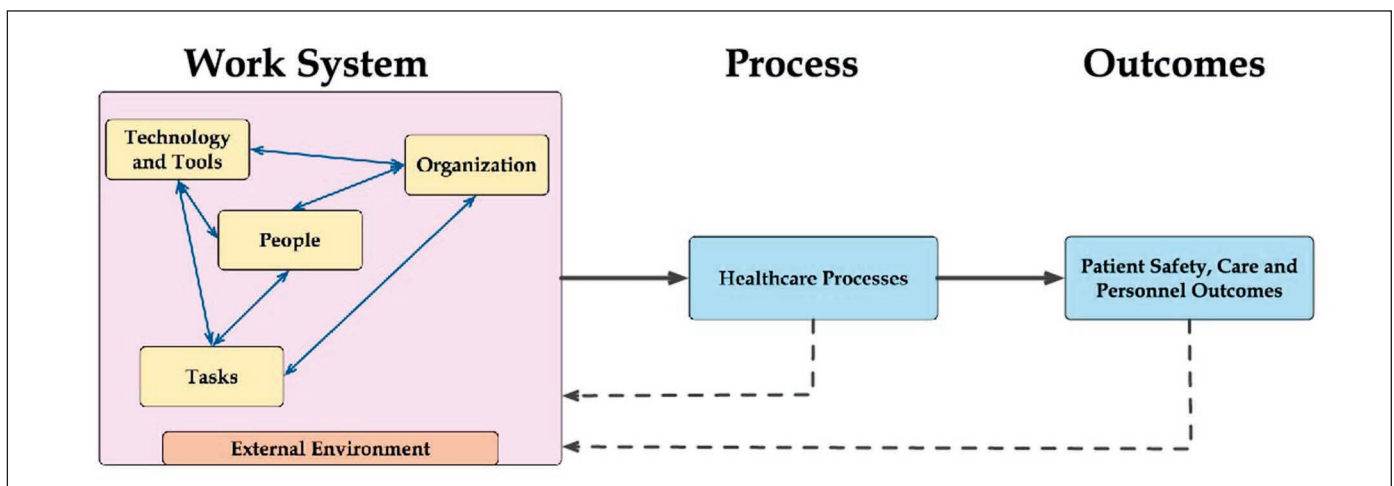 Work System
Process
Outcomes
Technology
and Tools
Organization
People
Tasks
External Environment
Healthcare Processes
Patient Safety, Care and
Personnel Outcomes